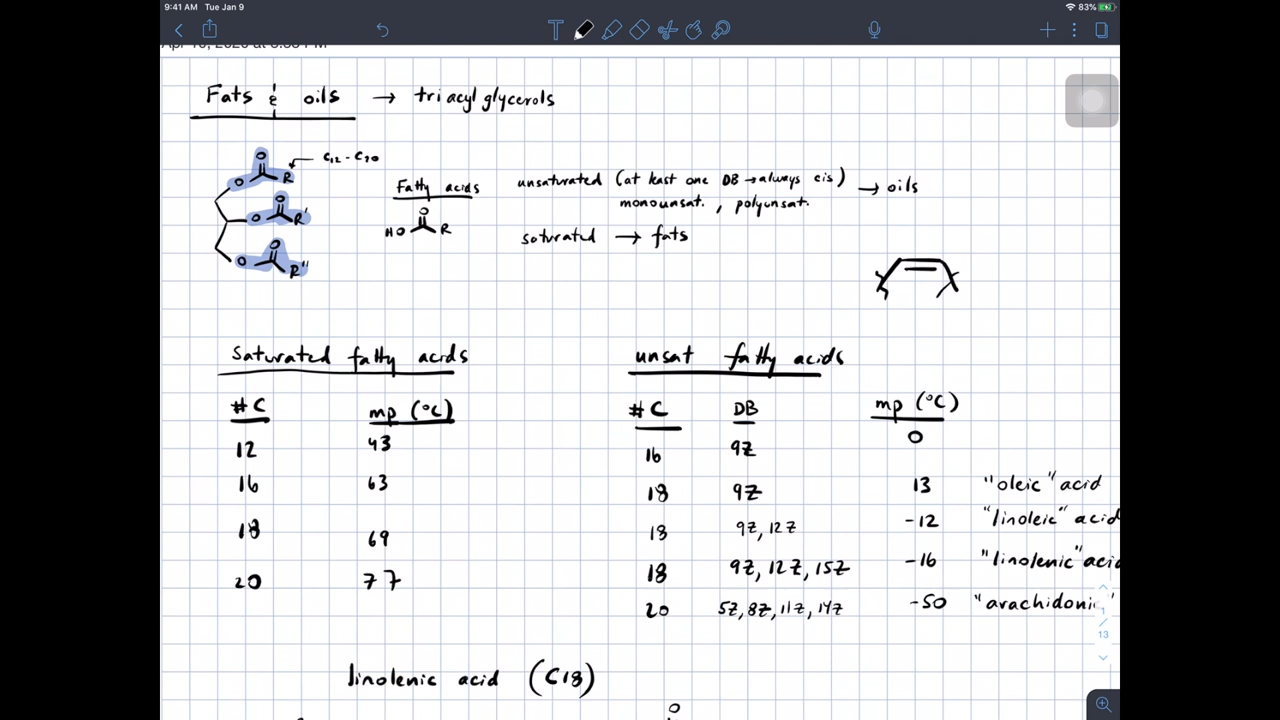 9:41 AM Tue Jan 9
83%
Fats & oils → triacylglycerols
C12 - C20
O
O R
O
O R'
O
O R"
Fatty acids
O
HO R
unsaturated (at least one DB → always cis) → oils
monounsat. , polyunsat.
saturated → fats
Saturated fatty acids
#C mp (°C)
12 43
16 63
18 69
20 77
unsat fatty acids
#C DB mp (°C)
16 9Z 0
18 9Z 13 "oleic" acid
18 9Z, 12Z -12 "linoleic" acid
18 9Z, 12Z, 15Z -16 "linolenic" acid
20 5Z, 8Z, 11Z, 14Z -50 "arachidoni
1
/
13
linolenic acid (C18)
O